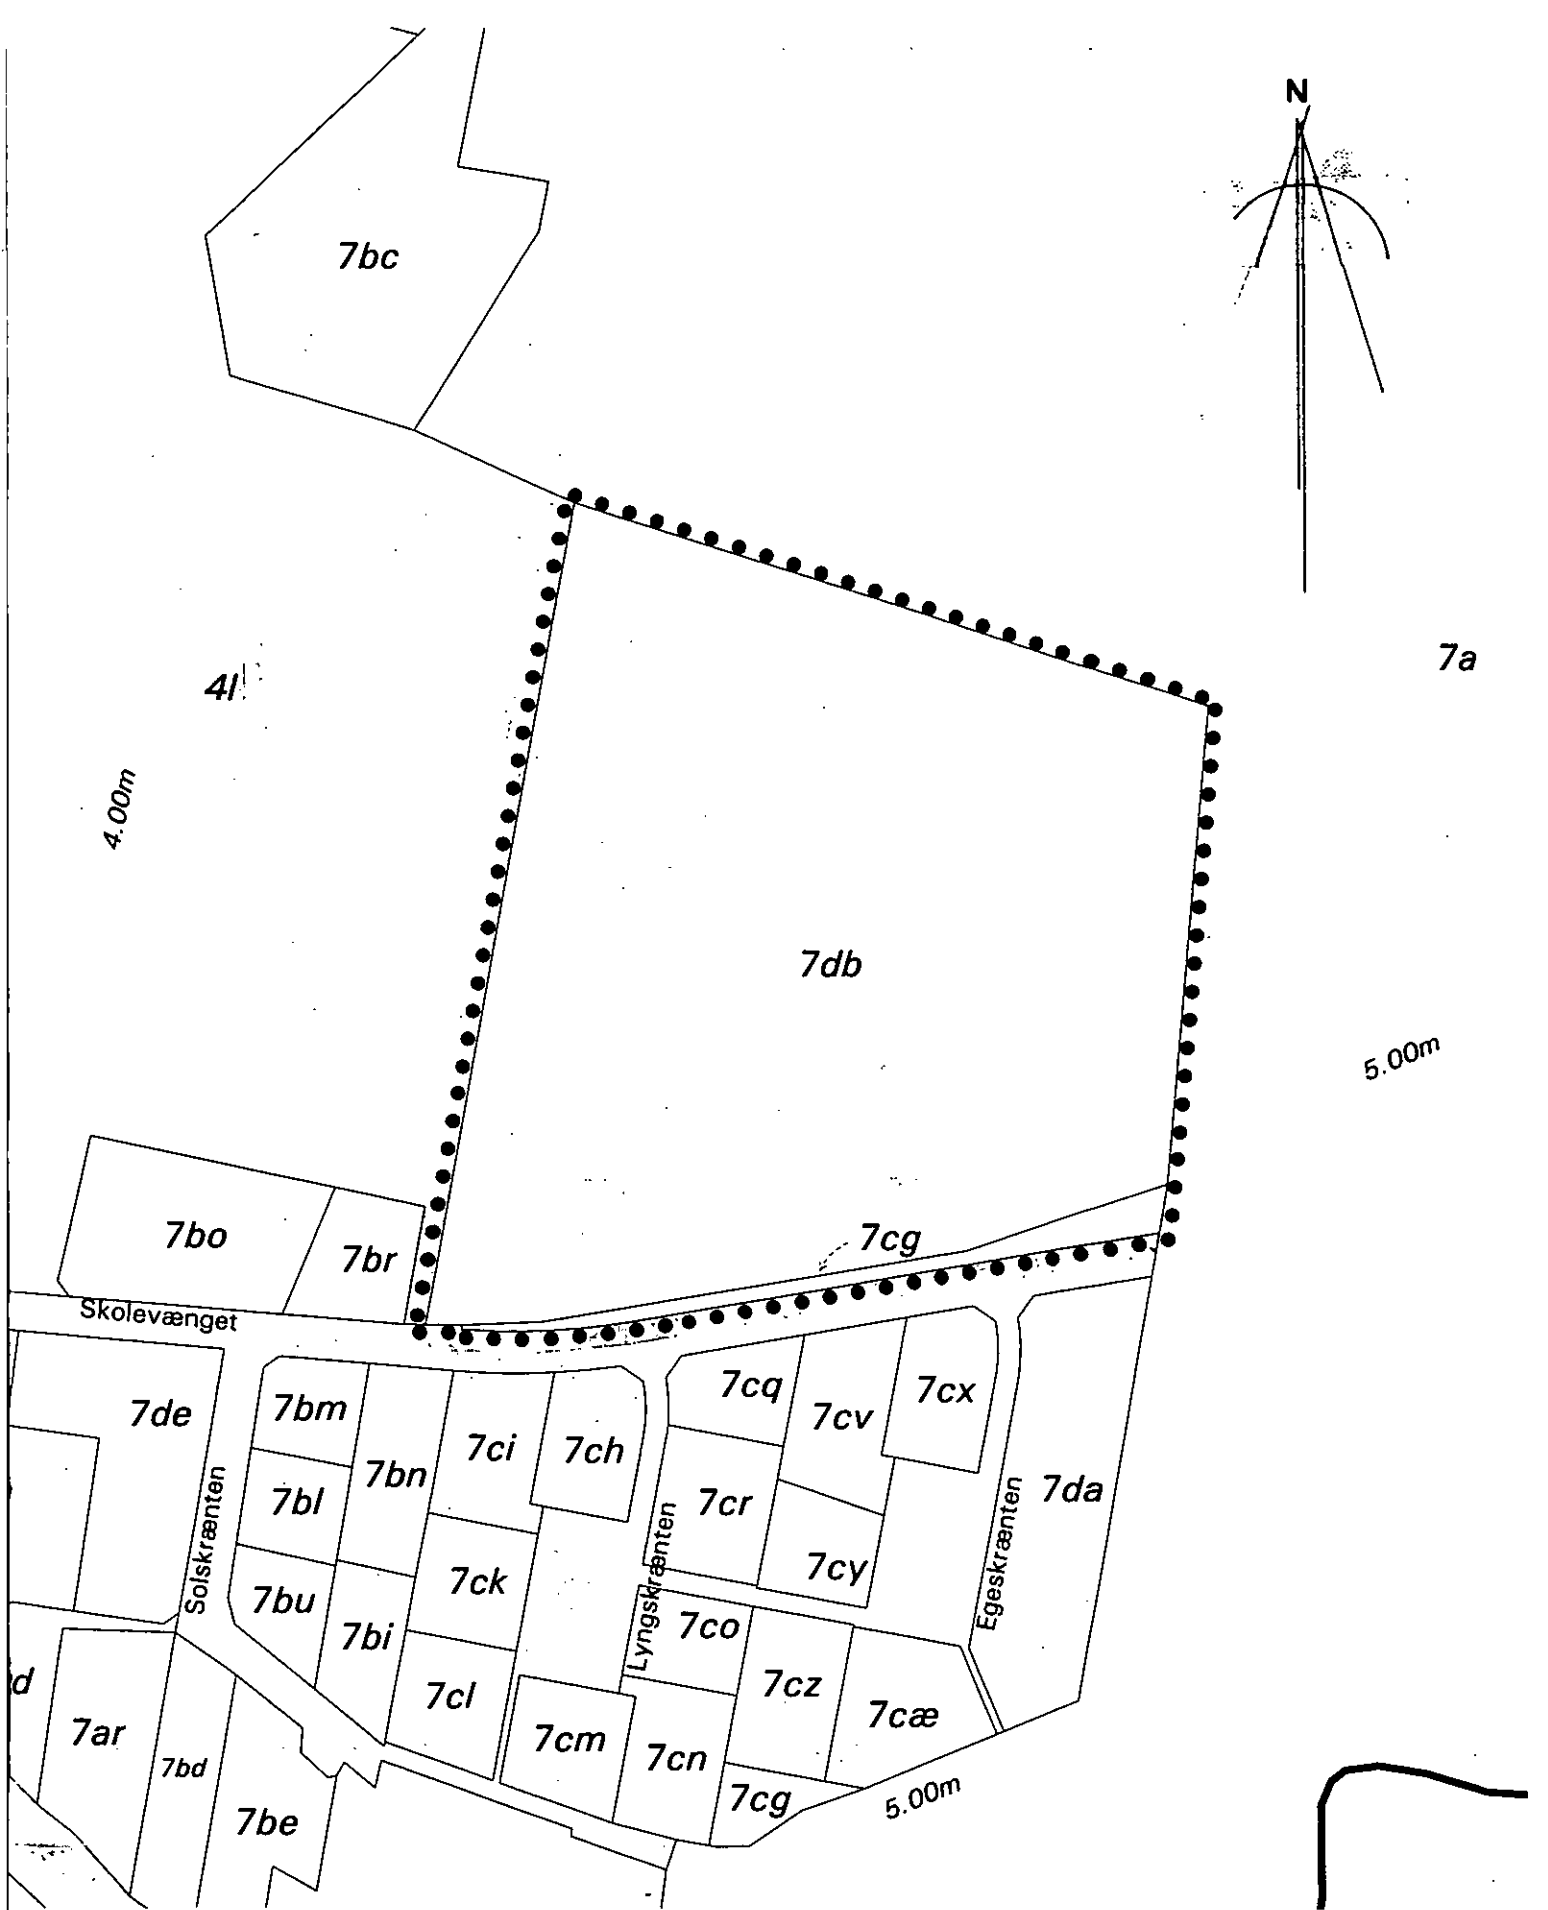 N
7bc
4l
7a
4.00m
7db
5.00m
7bo
7br
7cg
Skolevænget
7de
7bm
7bn
7ci
7ch
7cq
7cv
7cx
7da
7bl
7cr
Solskrænten
Lyngskrænten
Egeskrænten
7bu
7bi
7ck
7cy
7co
7cz
7cæ
d
7ar
7bd
7cl
7cm
7cn
7be
7cg
5.00m